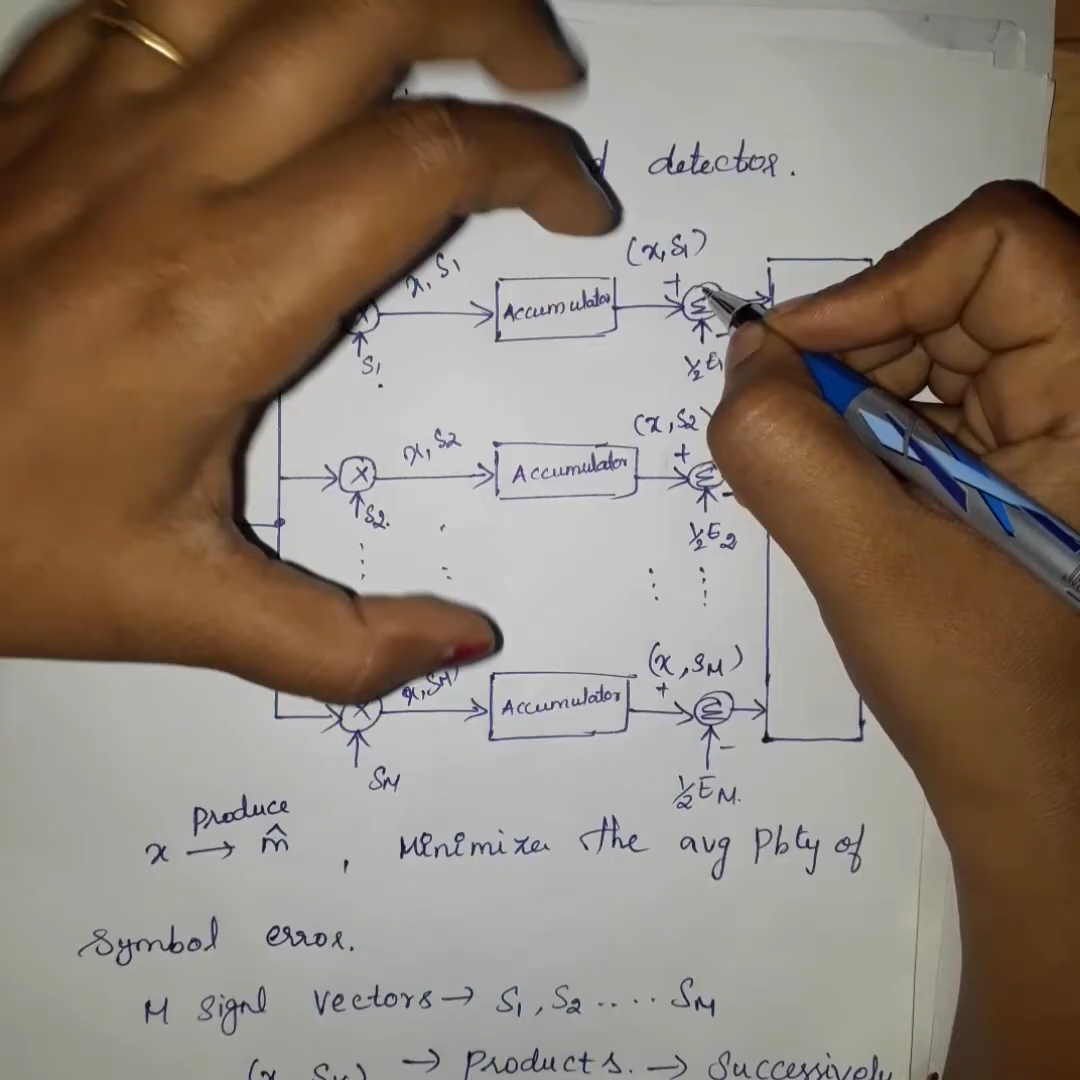 detector.
x, S1
Accumulator
(x, S1)
+
Σ
S1
½E1
x, S2
Accumulator
(x, S2)
+
Σ
X
S2.
½E2
x, SM
Accumulator
(x, SM)
+
Σ
X
-
SM
½EM.
Produce
x → m̂ , Minimize the avg Pbty of
Symbol error.
M signl vectors → S1, S2 .... SM
→ Products. → Successively